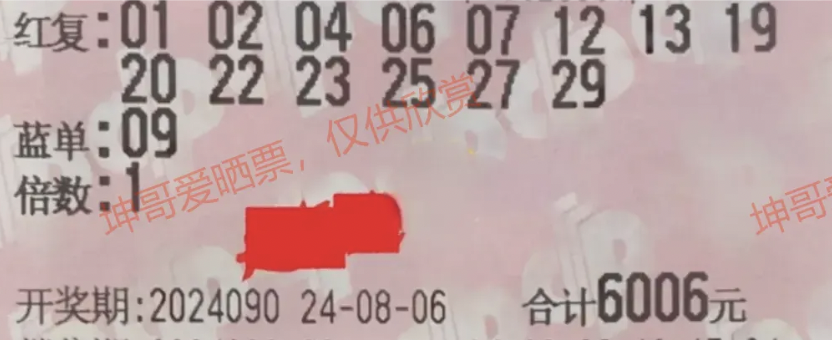 红复:01 02 04 06 07 12 13 19
20 22 23 25 27 29
蓝单:09
倍数:1
坤哥爱晒票,仅供欣赏
坤哥
开奖期:2024090 24-08-06 合计6006元